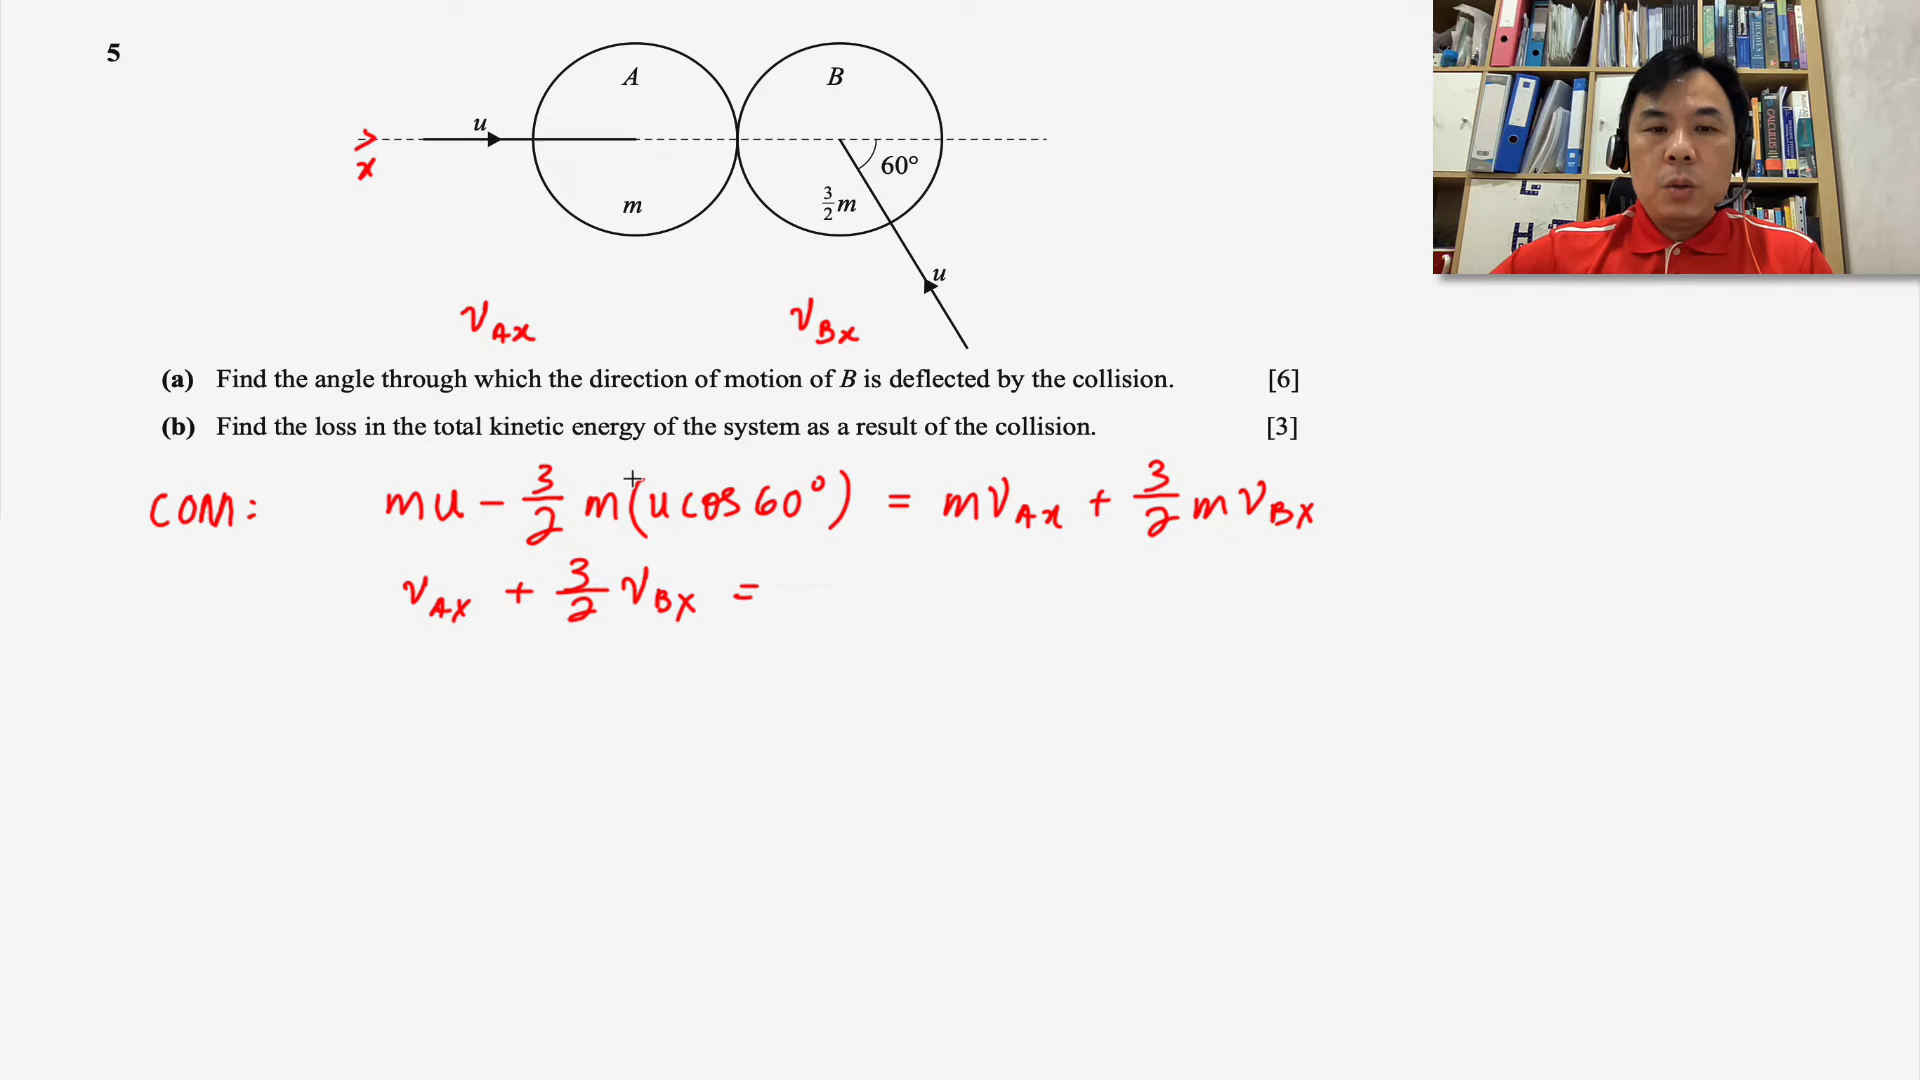 5
A
B
u
60°
> x
3/2 m
m
u
v_Ax
v_Bx
(a) Find the angle through which the direction of motion of B is deflected by the collision. [6]
(b) Find the loss in the total kinetic energy of the system as a result of the collision. [3]
COM: mu − 3/2 m(u cos 60°) = mv_Ax + 3/2 mv_Bx
v_Ax + 3/2 v_Bx =
CALCULUS